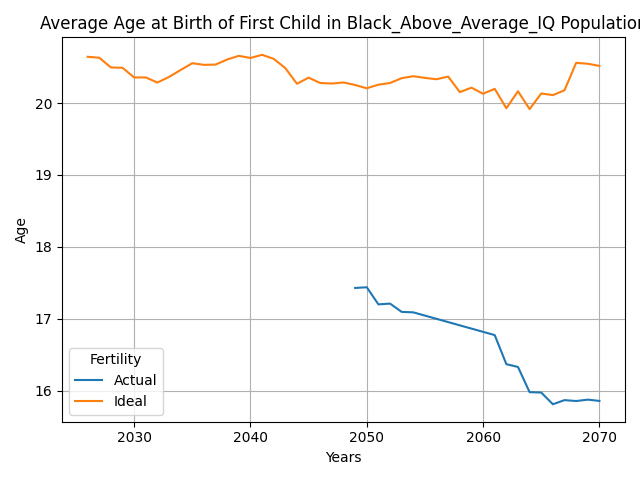 Average Age at Birth of First Child in Black_Above_Average_IQ Population
20
19
18
17
16
Age
Fertility
Actual
Ideal
2030 2040 2050 2060 2070
Years